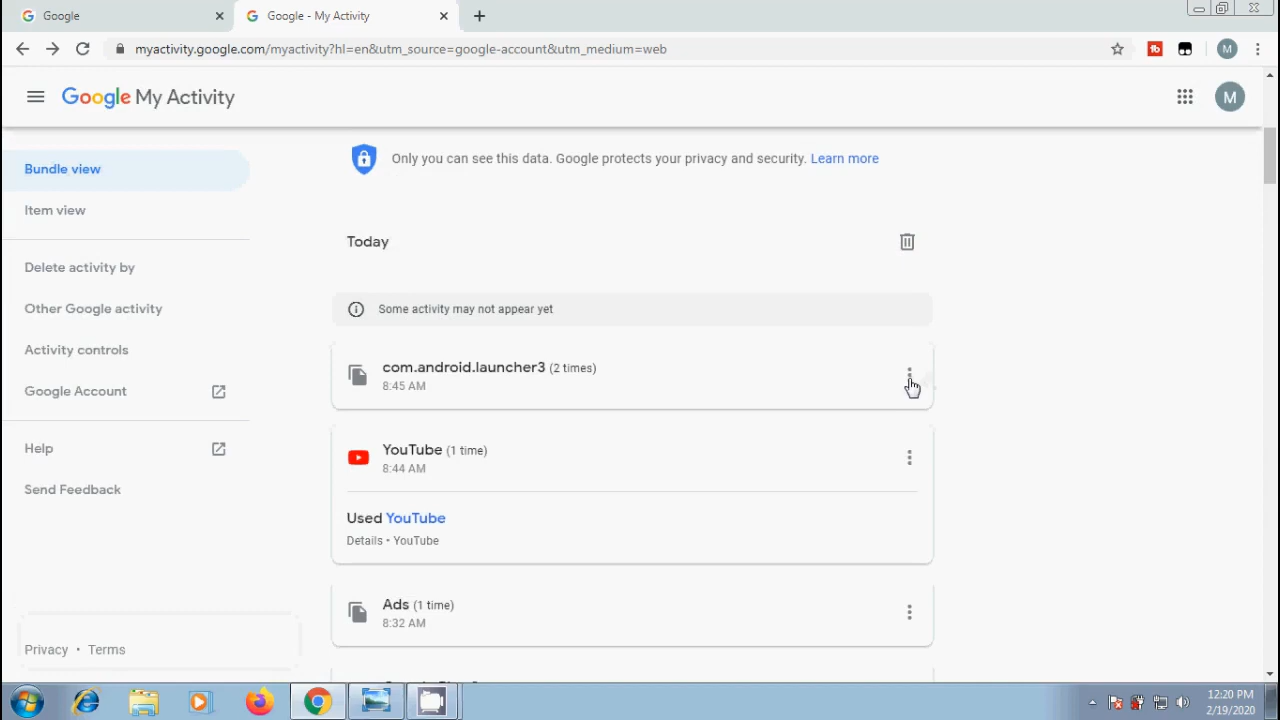 Google
Google - My Activity
myactivity.google.com/myactivity?hl=en&utm_source=google-account&utm_medium=web
M
Google My Activity
M
Bundle view
Item view
Delete activity by
Other Google activity
Activity controls
Google Account
Help
Send Feedback
Privacy • Terms
Only you can see this data. Google protects your privacy and security. Learn more
Today
Some activity may not appear yet
com.android.launcher3 (2 times)
8:45 AM
YouTube (1 time)
8:44 AM
Used YouTube
Details • YouTube
Ads (1 time)
8:32 AM
12:20 PM
2/19/2020